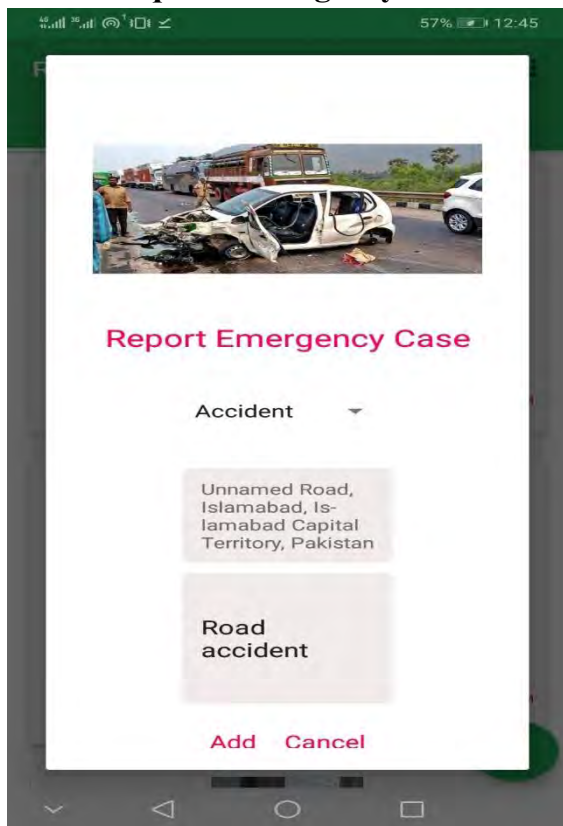 57% 12:45
Report Emergency Case
Accident
Unnamed Road,
Islamabad, Is-
lamabad Capital
Territory, Pakistan
Road
accident
Add Cancel